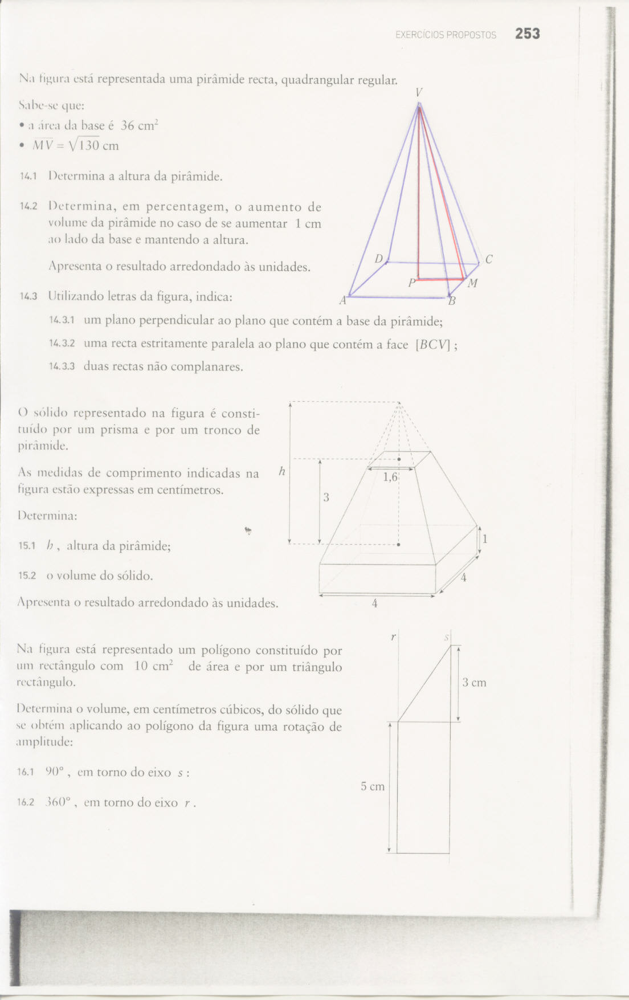 EXERCÍCIOS PROPOSTOS 253
Na figura está representada uma pirâmide recta, quadrangular regular.
Sabe-se que:
• a área da base é 36 cm²
• MV = √130 cm
14.1 Determina a altura da pirâmide.
14.2 Determina, em percentagem, o aumento de
volume da pirâmide no caso de se aumentar 1 cm
ao lado da base e mantendo a altura.
Apresenta o resultado arredondado às unidades.
14.3 Utilizando letras da figura, indica:
14.3.1 um plano perpendicular ao plano que contém a base da pirâmide;
14.3.2 uma recta estritamente paralela ao plano que contém a face [BCV] ;
14.3.3 duas rectas não complanares.
V
D
C
P
M
A
B
O sólido representado na figura é consti-
tuído por um prisma e por um tronco de
pirâmide.
As medidas de comprimento indicadas na
figura estão expressas em centímetros.
Determina:
15.1 h , altura da pirâmide;
15.2 o volume do sólido.
Apresenta o resultado arredondado às unidades.
h
1,6
3
1
4
4
Na figura está representado um polígono constituído por
um rectângulo com 10 cm² de área e por um triângulo
rectângulo.
Determina o volume, em centímetros cúbicos, do sólido que
se obtém aplicando ao polígono da figura uma rotação de
amplitude:
16.1 90° , em torno do eixo s :
16.2 360° , em torno do eixo r .
r
s
3 cm
5 cm